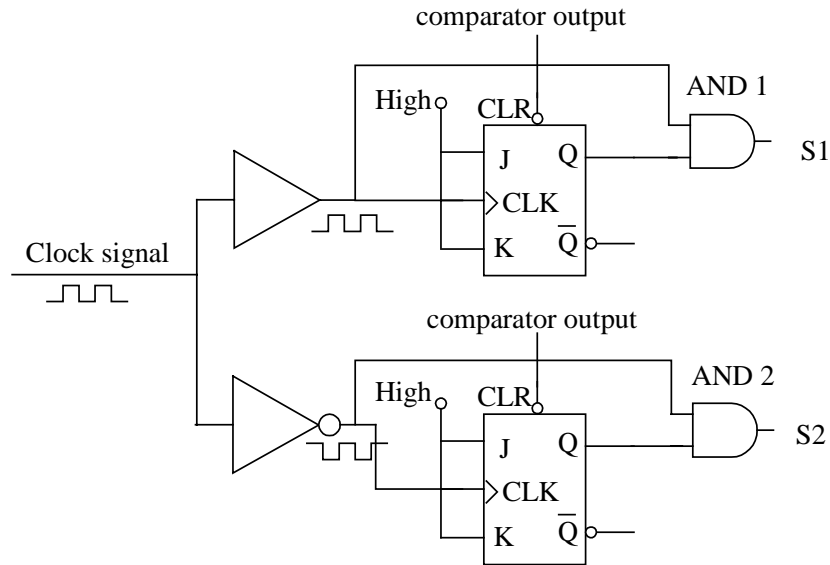 comparator output
AND 1
High
CLR
J
Q
S1
CLK
K
Q̅
Clock signal
comparator output
AND 2
High
CLR
J
Q
S2
CLK
K
Q̅